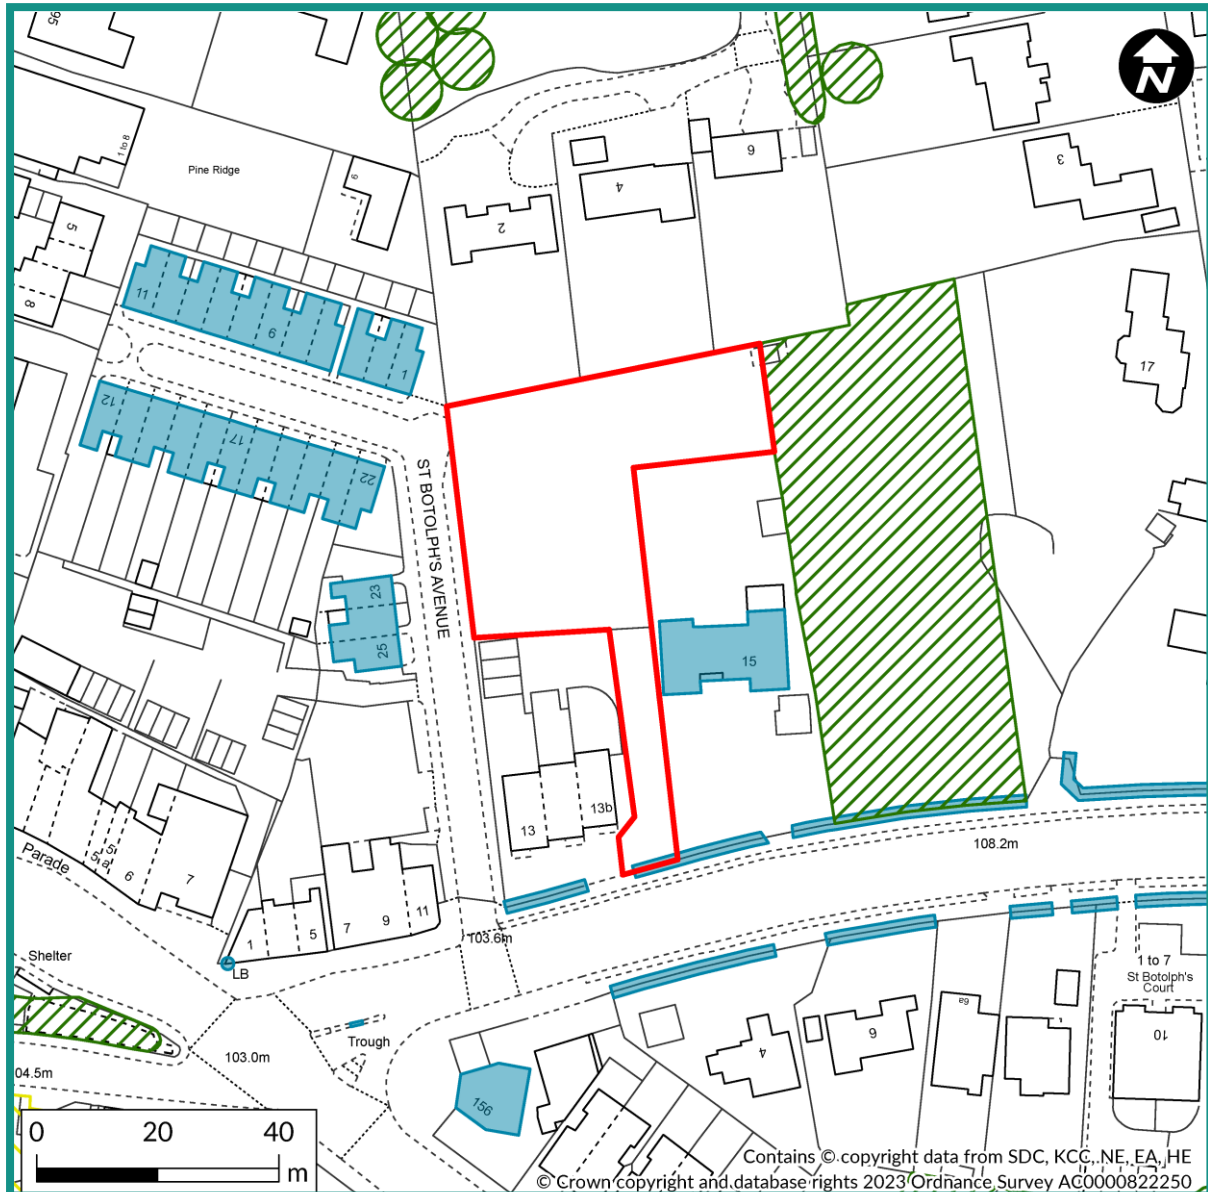 95
N
1 to 8
Pine Ridge
9
6
4
3
2
5
8
11
9
1
17
12
17
22
ST BOTOLPH'S AVENUE
23
25
15
13b
13
108.2m
Parade
5
5a
6
7
7
9
11
1
5
103.6m
LB
Shelter
1 to 7
St Botolph's
Court
103.0m
Trough
04.5m
4
6
6a
10
156
0 20 40
m
Contains © copyright data from SDC, KCC, NE, EA, HE
© Crown copyright and database rights 2023 Ordnance Survey AC0000822250